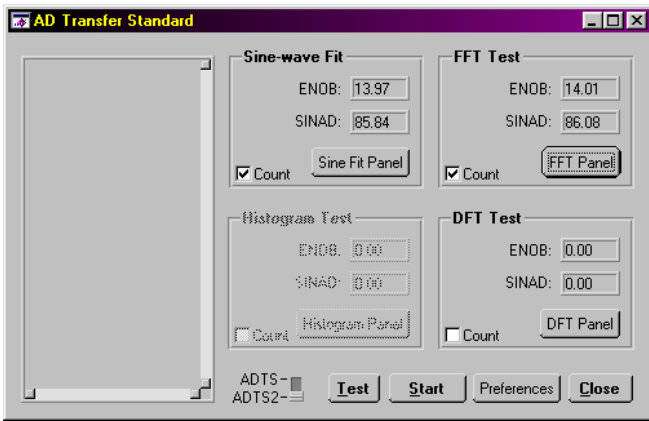 AD Transfer Standard
Sine-wave Fit
ENOB: 13.97
SINAD: 85.84
Count
Sine Fit Panel
FFT Test
ENOB: 14.01
SINAD: 86.08
Count
FFT Panel
Histogram Test
ENOB: 0.00
SINAD: 0.00
Count
Histogram Panel
DFT Test
ENOB: 0.00
SINAD: 0.00
Count
DFT Panel
ADTS-
ADTS2-
Test
Start
Preferences
Close